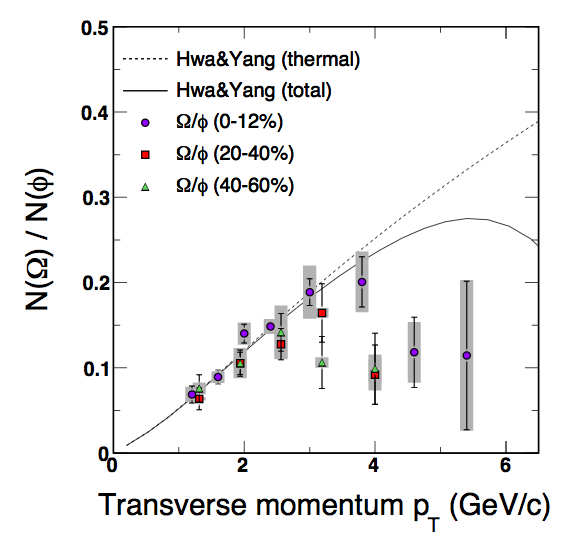 0.5
0.4
0.3
0.2
0.1
0
N(Ω) / N(ϕ)
Hwa&Yang (thermal)
Hwa&Yang (total)
Ω/ϕ (0-12%)
Ω/ϕ (20-40%)
Ω/ϕ (40-60%)
0 2 4 6
Transverse momentum p_T (GeV/c)